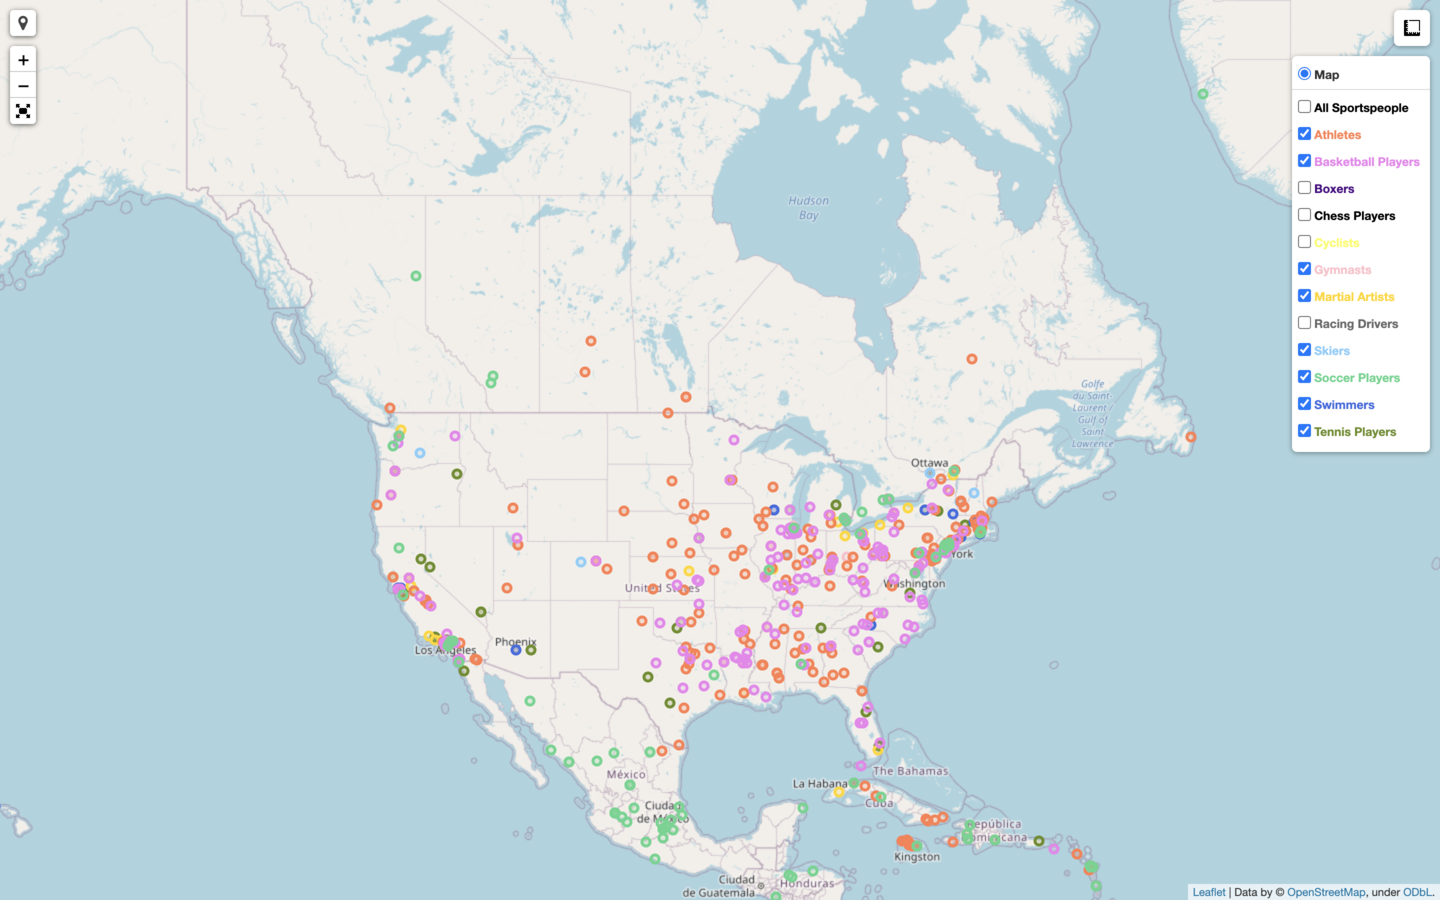 +
−
Map
All Sportspeople
Athletes
Basketball Players
Boxers
Chess Players
Cyclists
Gymnasts
Martial Artists
Racing Drivers
Skiers
Soccer Players
Swimmers
Tennis Players
Hudson
Bay
Golfe
du Saint-
Laurent /
Gulf of
Saint
Lawrence
Ottawa
York
Washington
United States
Phoenix
Los Angeles
México
La Habana
The Bahamas
Cuba
Ciudad
de México
República
Dominicana
Kingston
Ciudad
de Guatemala
Honduras
Leaflet | Data by © OpenStreetMap, under ODbL.